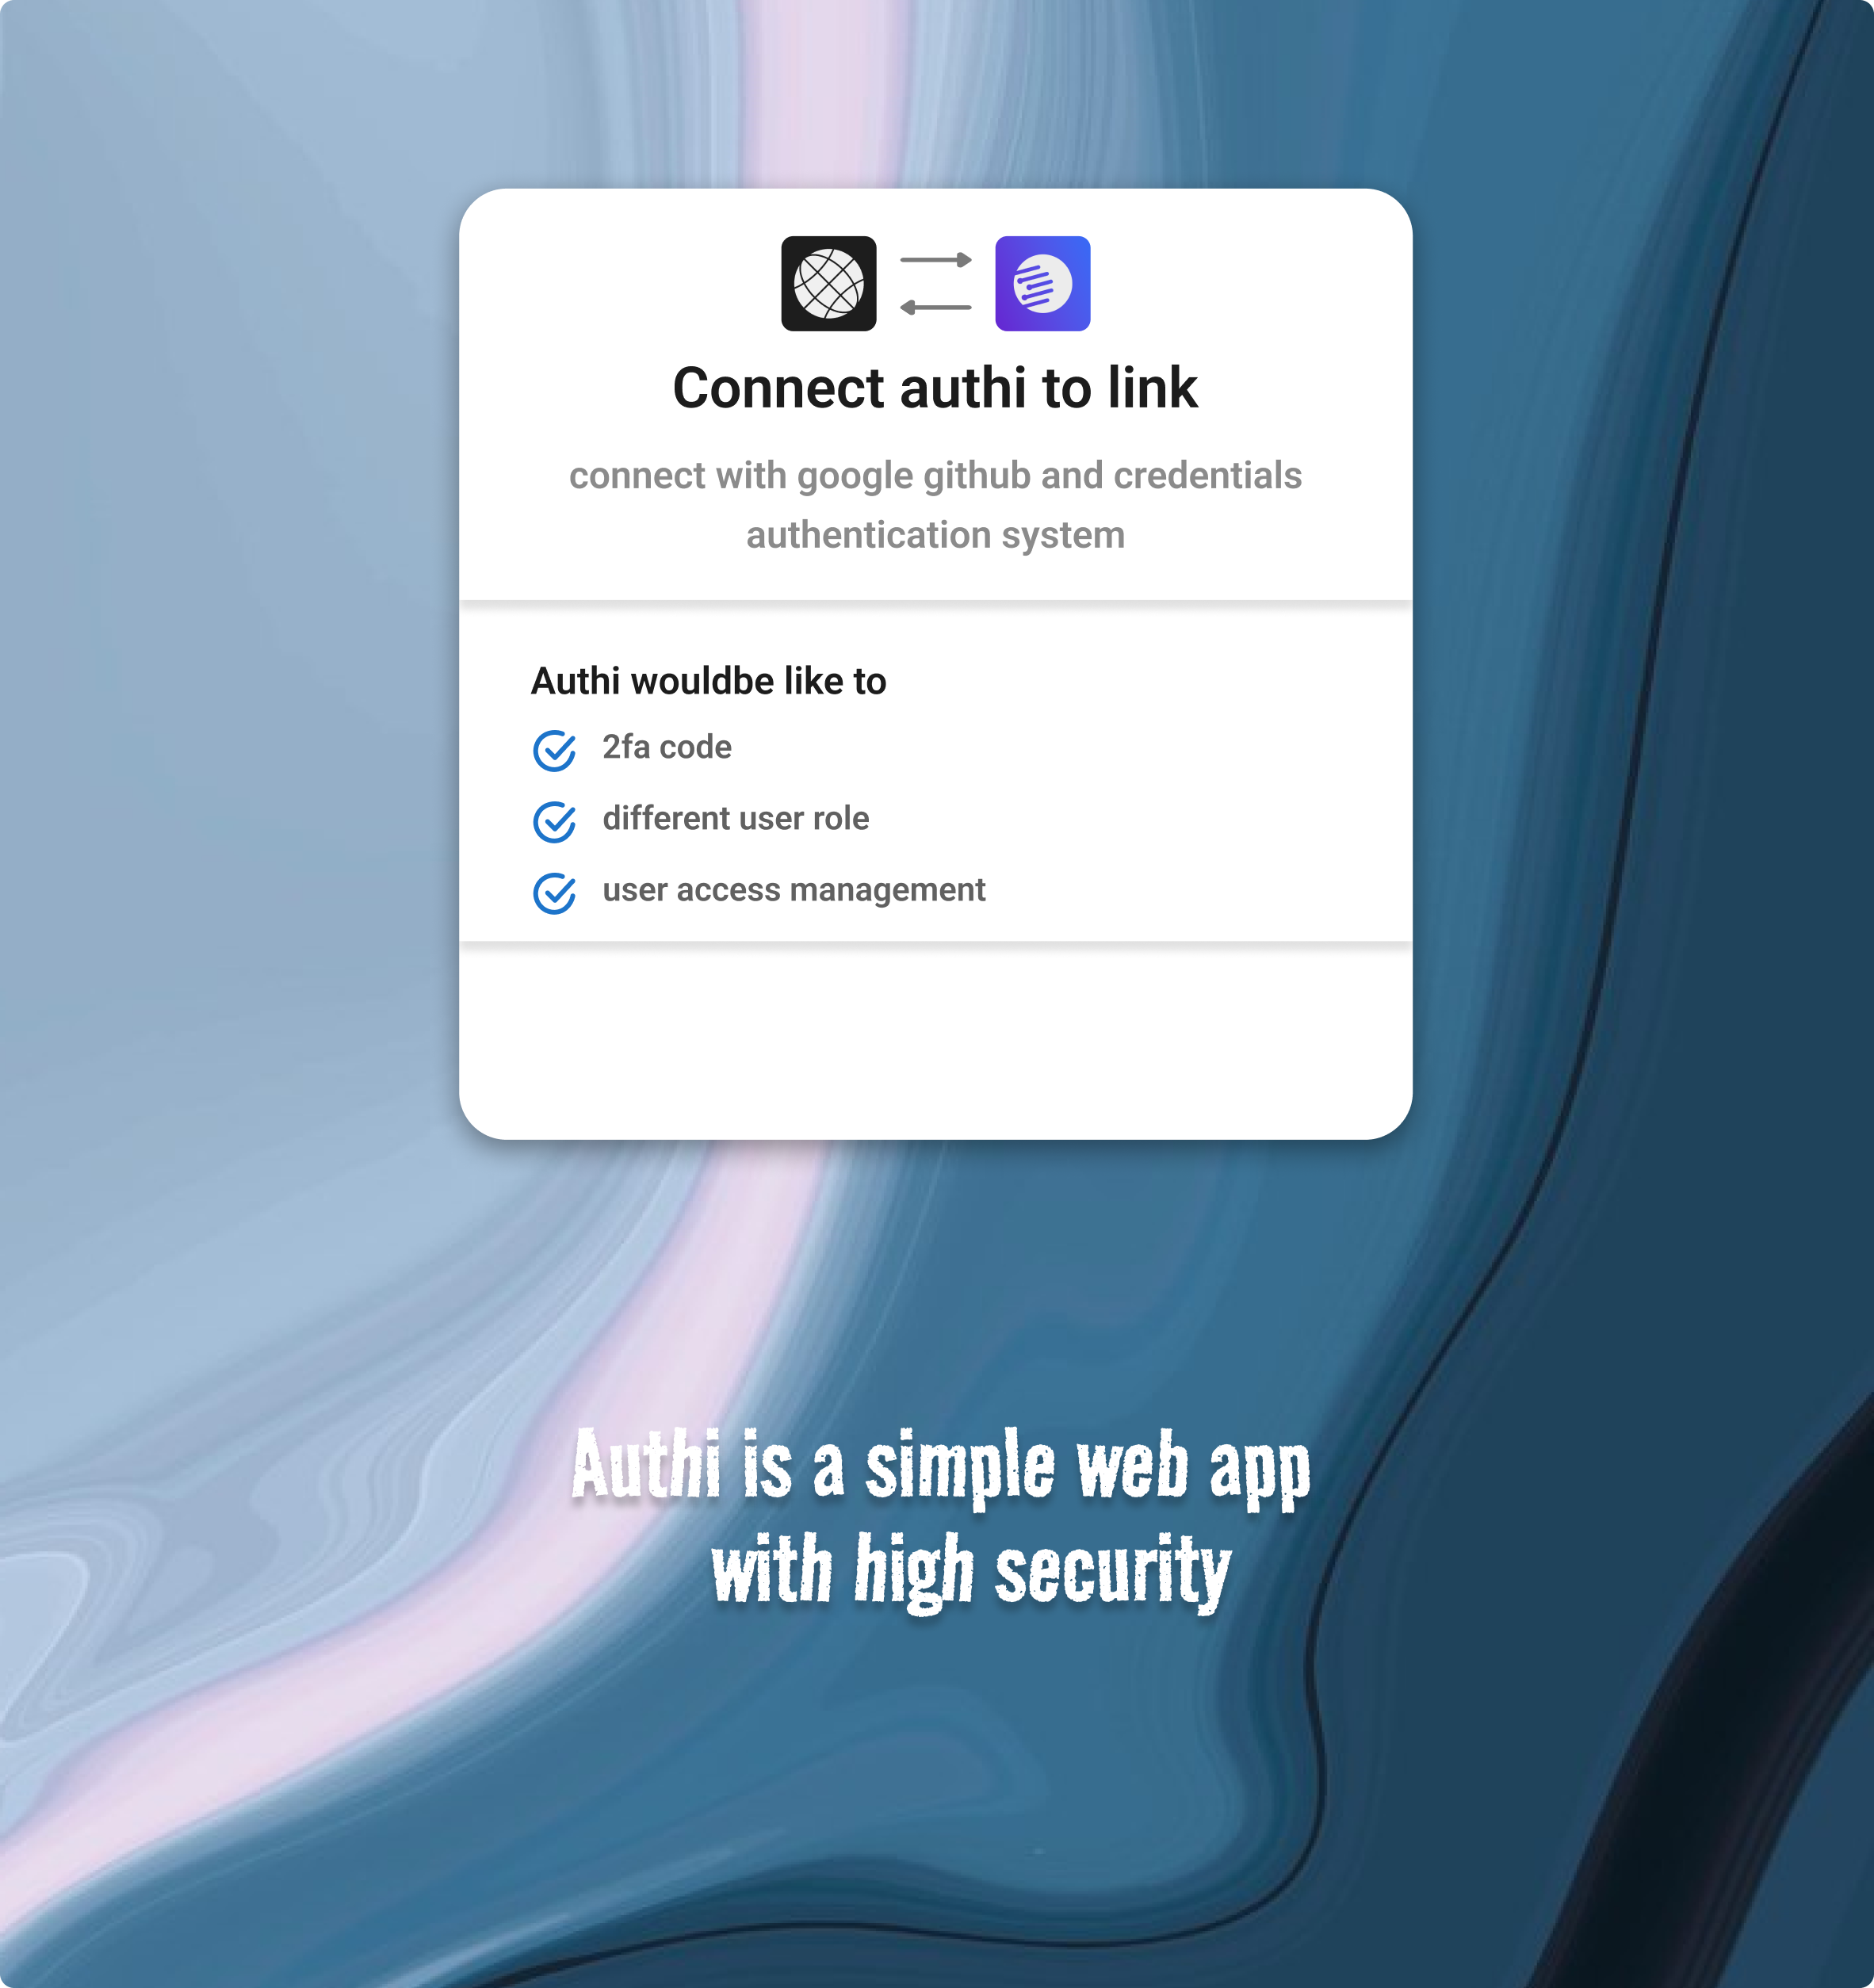 Connect authi to link
connect with google github and credentials
authentication system
Authi wouldbe like to
2fa code
different user role
user access management
Authi is a simple web app
with high security